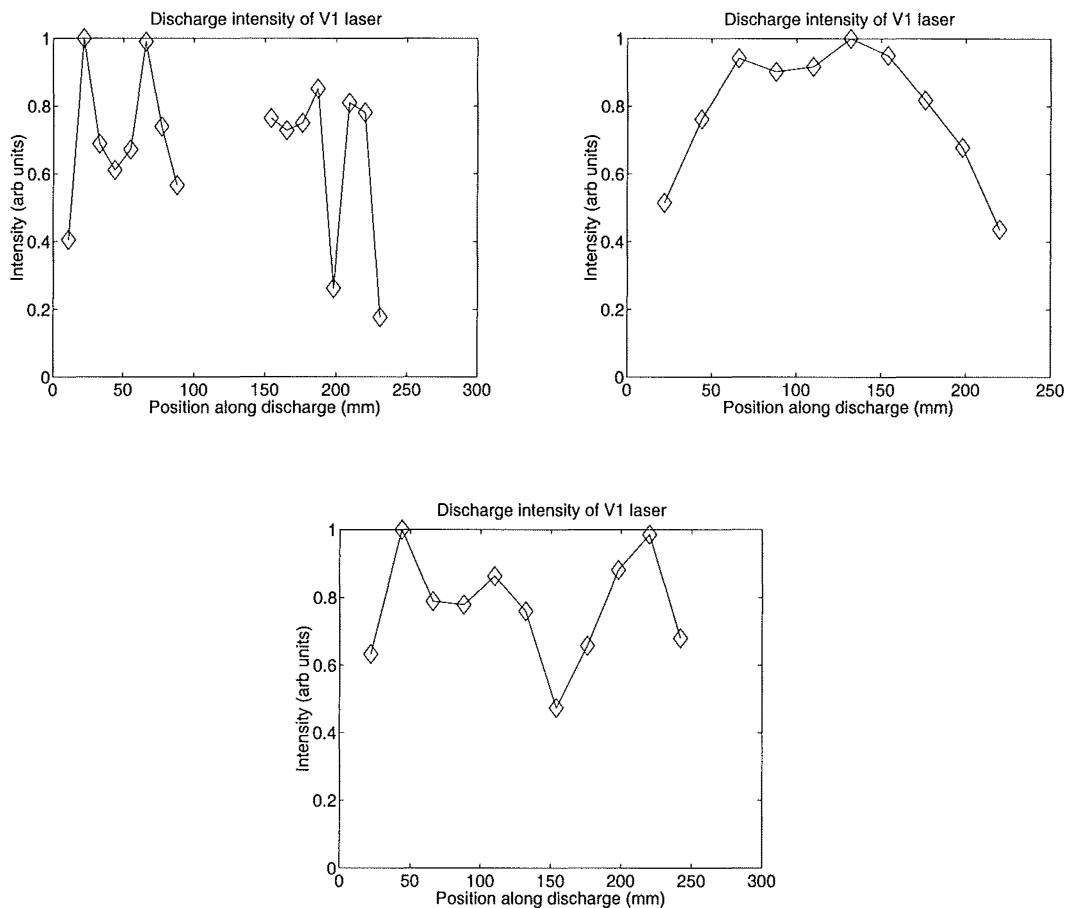 Discharge intensity of V1 laser
1
0.8
0.6
0.4
0.2
0
Intensity (arb units)
0 50 100 150 200 250 300
Position along discharge (mm)
Discharge intensity of V1 laser
1
0.8
0.6
0.4
0.2
0
Intensity (arb units)
0 50 100 150 200 250
Position along discharge (mm)
Discharge intensity of V1 laser
1
0.8
0.6
0.4
0.2
0
Intensity (arb units)
0 50 100 150 200 250 300
Position along discharge (mm)